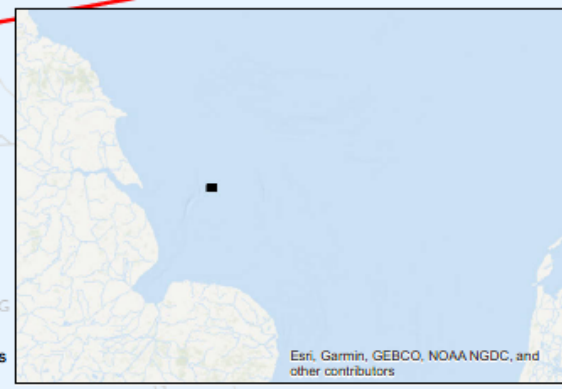 G
s
Esri, Garmin, GEBCO, NOAA NGDC, and
other contributors